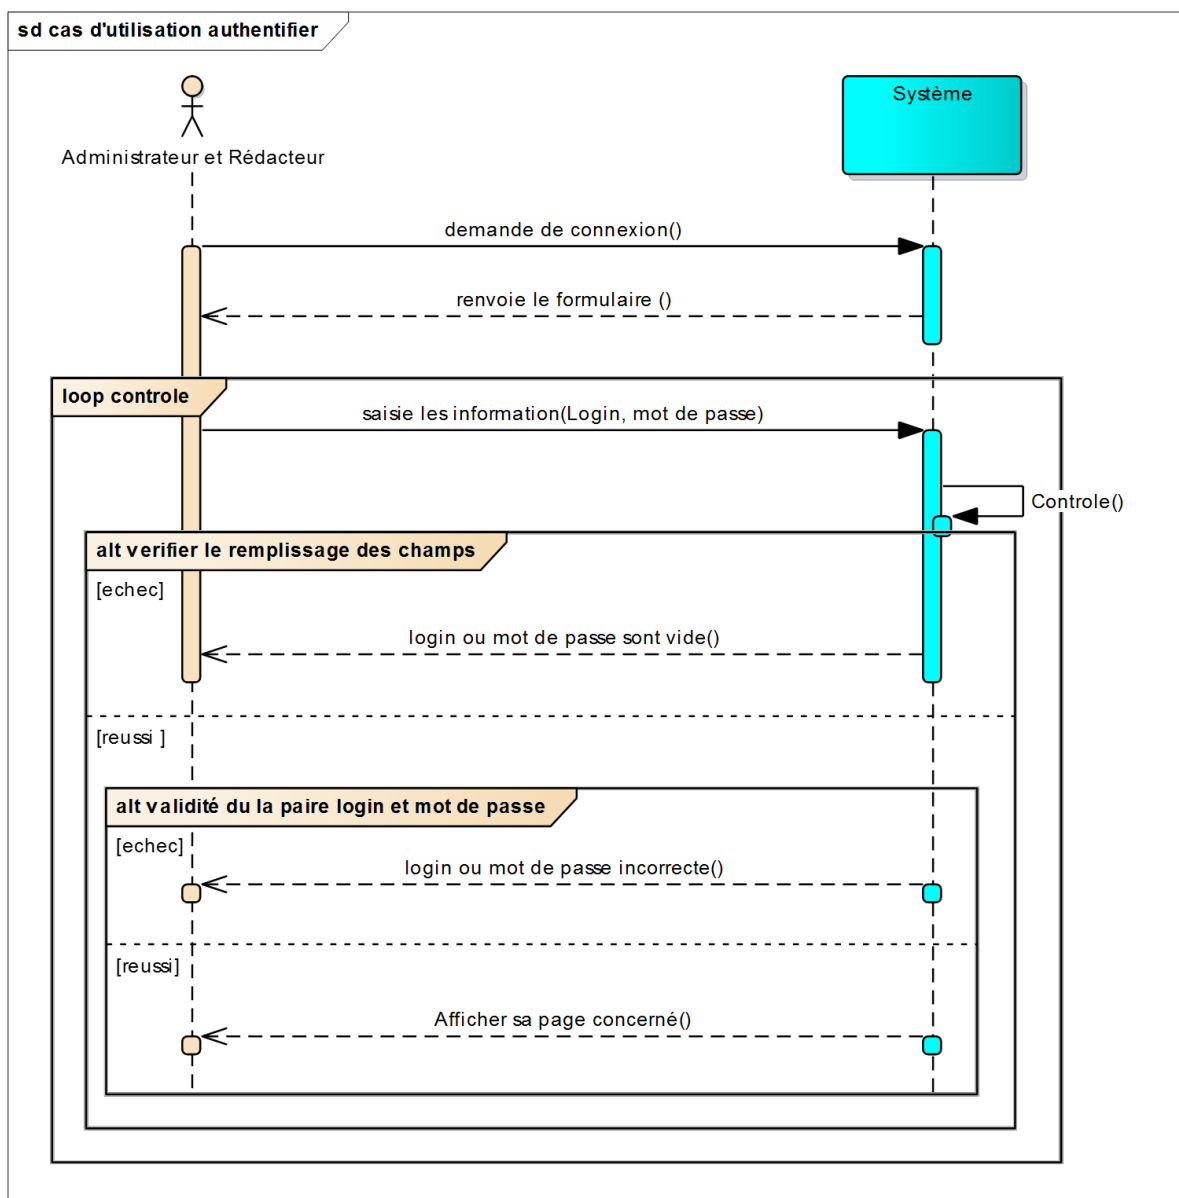 sd cas d'utilisation authentifier
Système
Administrateur et Rédacteur
demande de connexion()
renvoie le formulaire ()
loop controle
saisie les information(Login, mot de passe)
Controle()
alt verifier le remplissage des champs
[echec]
login ou mot de passe sont vide()
[reussi ]
alt validité du la paire login et mot de passe
[echec]
login ou mot de passe incorrecte()
[reussi]
Afficher sa page concerné()